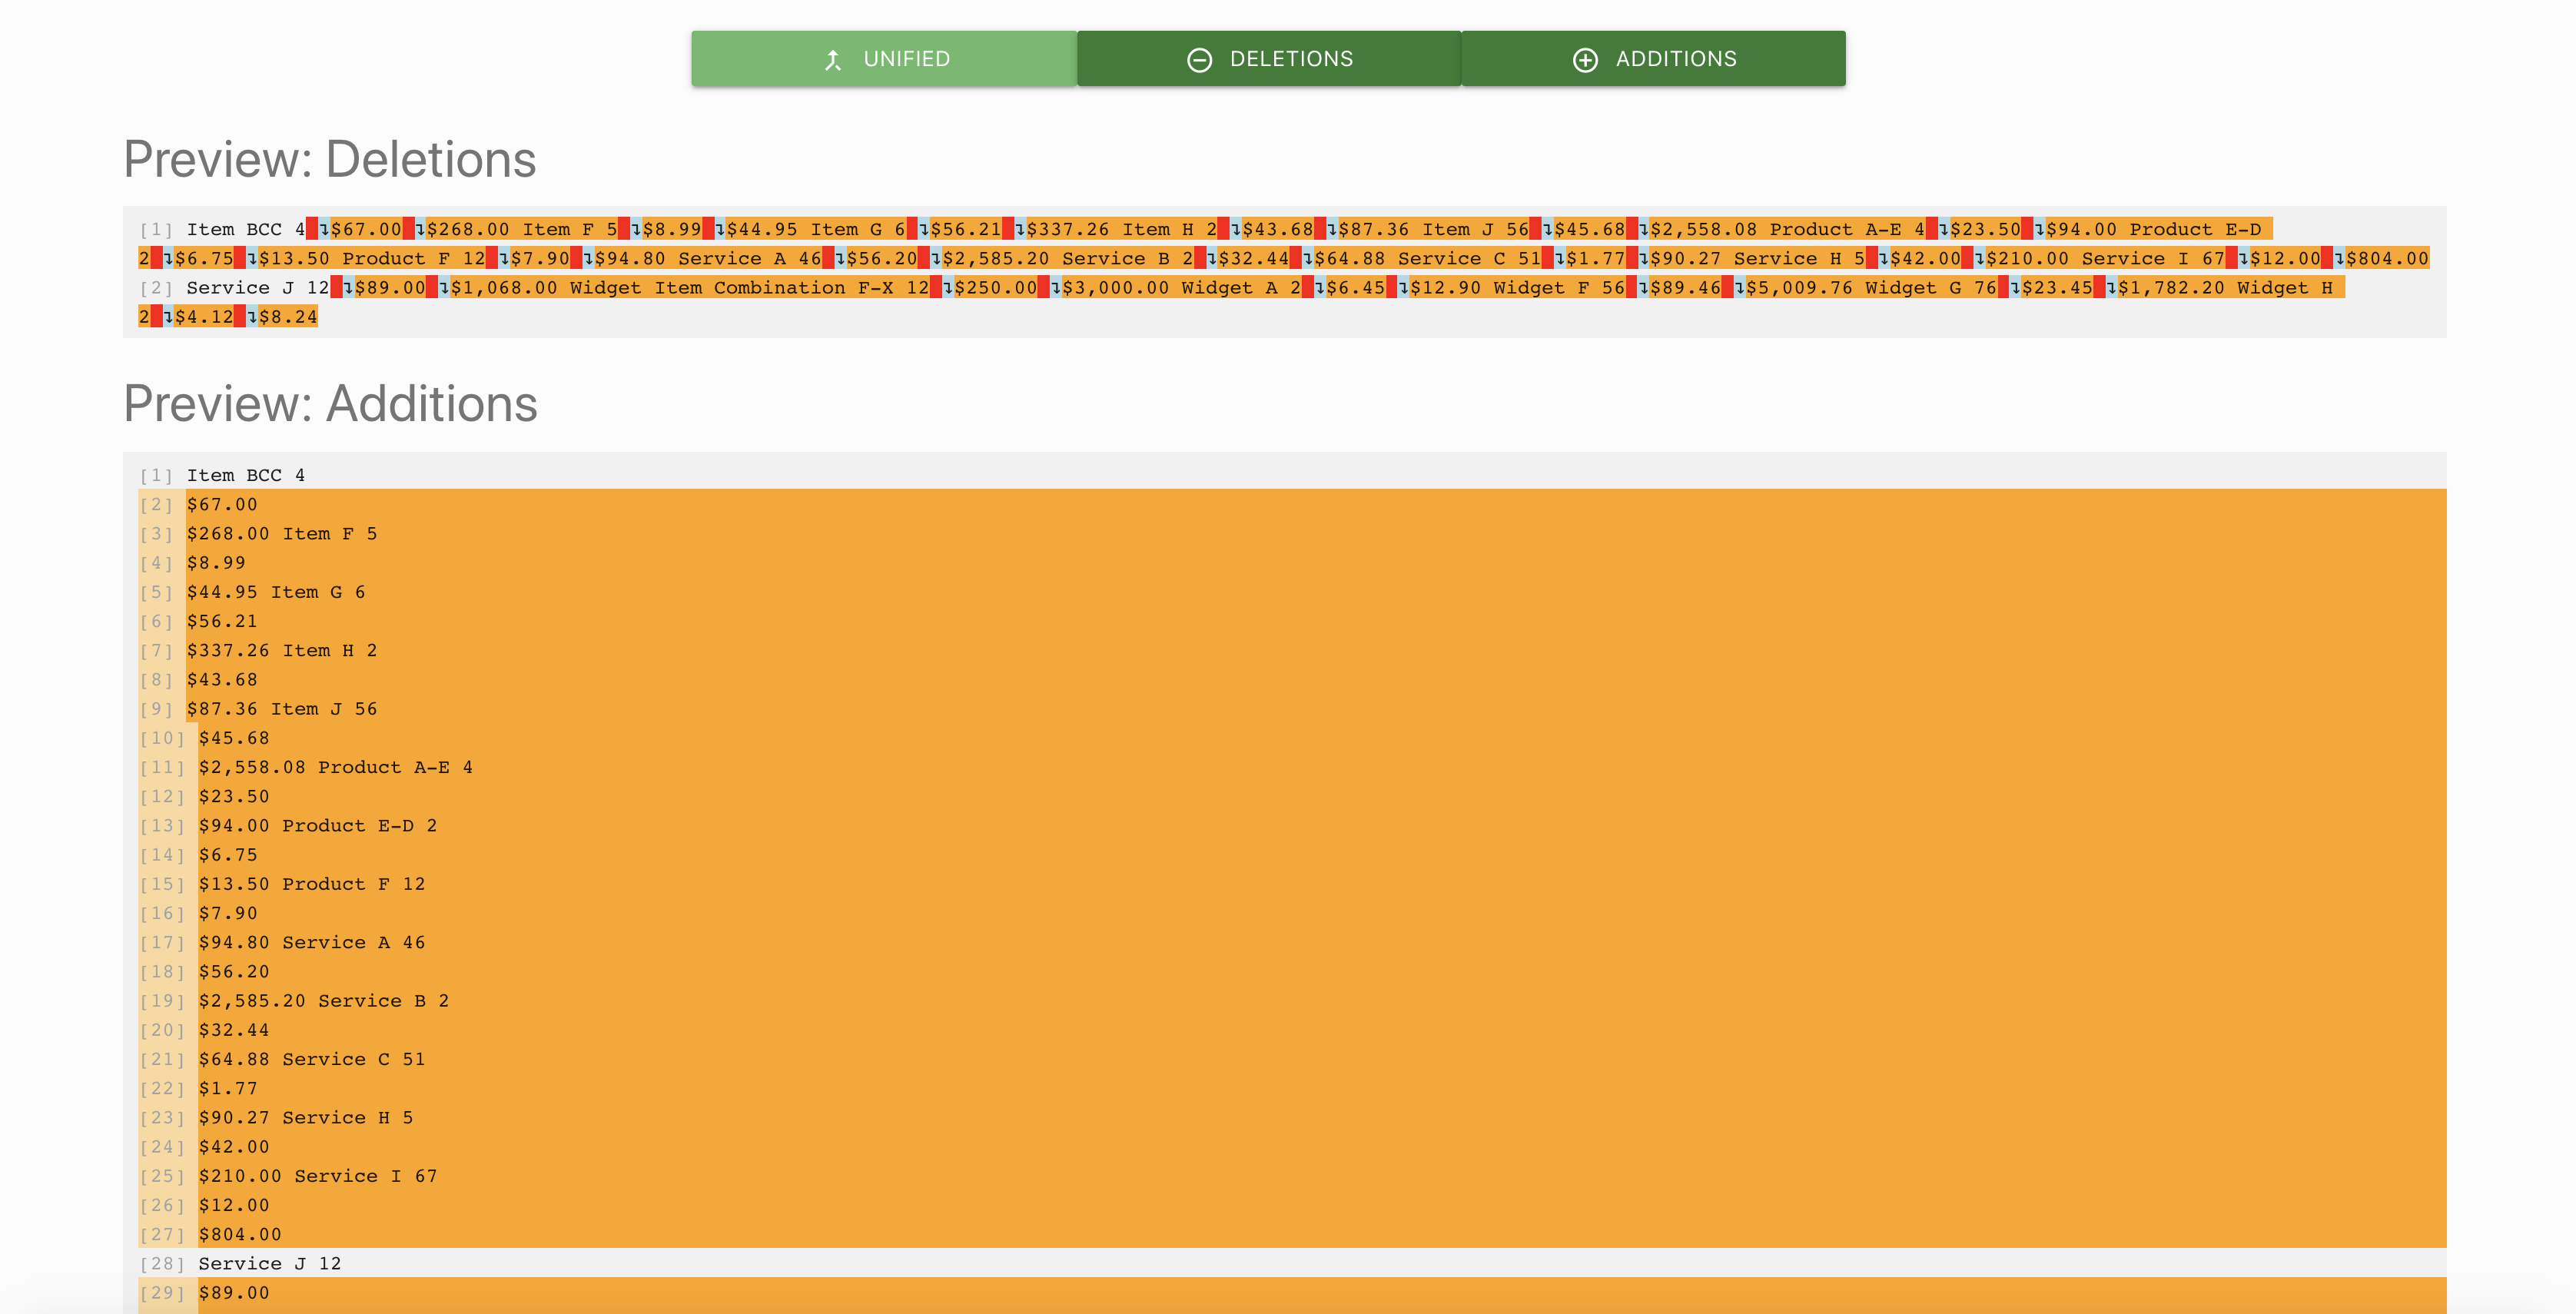 UNIFIED DELETIONS ADDITIONS
Preview: Deletions
[1] Item BCC 4 ↴$67.00 ↴$268.00 Item F 5 ↴$8.99 ↴$44.95 Item G 6 ↴$56.21 ↴$337.26 Item H 2 ↴$43.68 ↴$87.36 Item J 56 ↴$45.68 ↴$2,558.08 Product A-E 4 ↴$23.50 ↴$94.00 Product E-D
2 ↴$6.75 ↴$13.50 Product F 12 ↴$7.90 ↴$94.80 Service A 46 ↴$56.20 ↴$2,585.20 Service B 2 ↴$32.44 ↴$64.88 Service C 51 ↴$1.77 ↴$90.27 Service H 5 ↴$42.00 ↴$210.00 Service I 67 ↴$12.00 ↴$804.00
[2] Service J 12 ↴$89.00 ↴$1,068.00 Widget Item Combination F-X 12 ↴$250.00 ↴$3,000.00 Widget A 2 ↴$6.45 ↴$12.90 Widget F 56 ↴$89.46 ↴$5,009.76 Widget G 76 ↴$23.45 ↴$1,782.20 Widget H
2 ↴$4.12 ↴$8.24
Preview: Additions
[1] Item BCC 4
[2] $67.00
[3] $268.00 Item F 5
[4] $8.99
[5] $44.95 Item G 6
[6] $56.21
[7] $337.26 Item H 2
[8] $43.68
[9] $87.36 Item J 56
[10] $45.68
[11] $2,558.08 Product A-E 4
[12] $23.50
[13] $94.00 Product E-D 2
[14] $6.75
[15] $13.50 Product F 12
[16] $7.90
[17] $94.80 Service A 46
[18] $56.20
[19] $2,585.20 Service B 2
[20] $32.44
[21] $64.88 Service C 51
[22] $1.77
[23] $90.27 Service H 5
[24] $42.00
[25] $210.00 Service I 67
[26] $12.00
[27] $804.00
[28] Service J 12
[29] $89.00